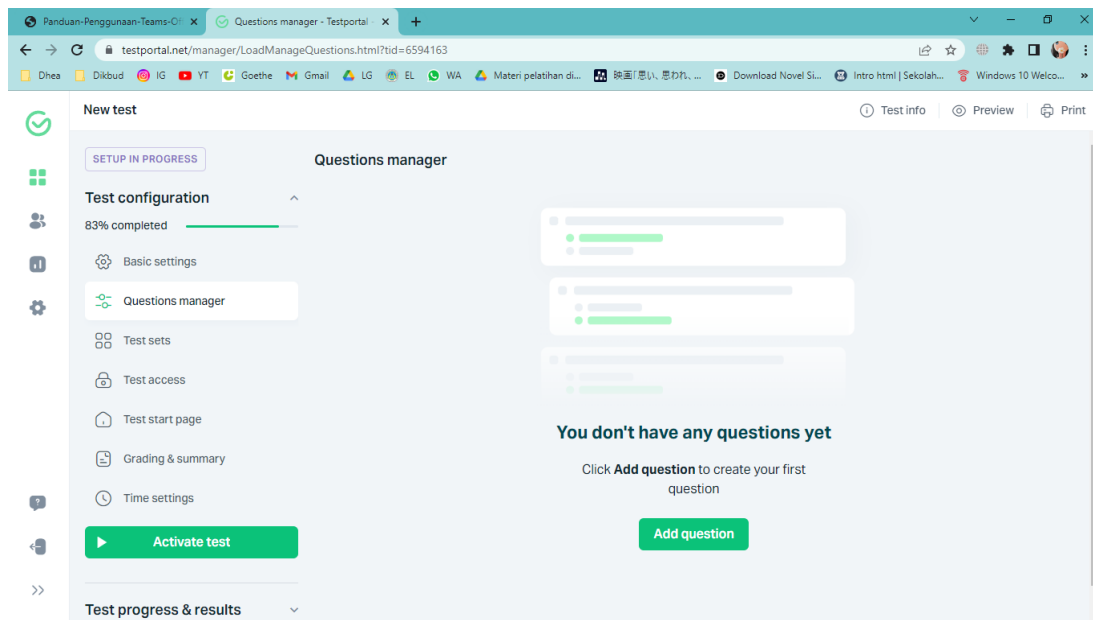 Panduan-Penggunaan-Teams-Of
Questions manager - Testportal -
testportal.net/manager/LoadManageQuestions.html?tid=6594163
Dhea Dikbud IG YT Goethe Gmail LG EL WA Materi pelatihan di... 映画「思い、思われ、... Download Novel Si... Intro html | Sekolah... Windows 10 Welco... »
New test
Test info
Preview
Print
SETUP IN PROGRESS
Questions manager
Test configuration
83% completed
Basic settings
Questions manager
Test sets
Test access
Test start page
Grading & summary
Time settings
Activate test
Test progress & results
You don't have any questions yet
Click Add question to create your first
question
Add question